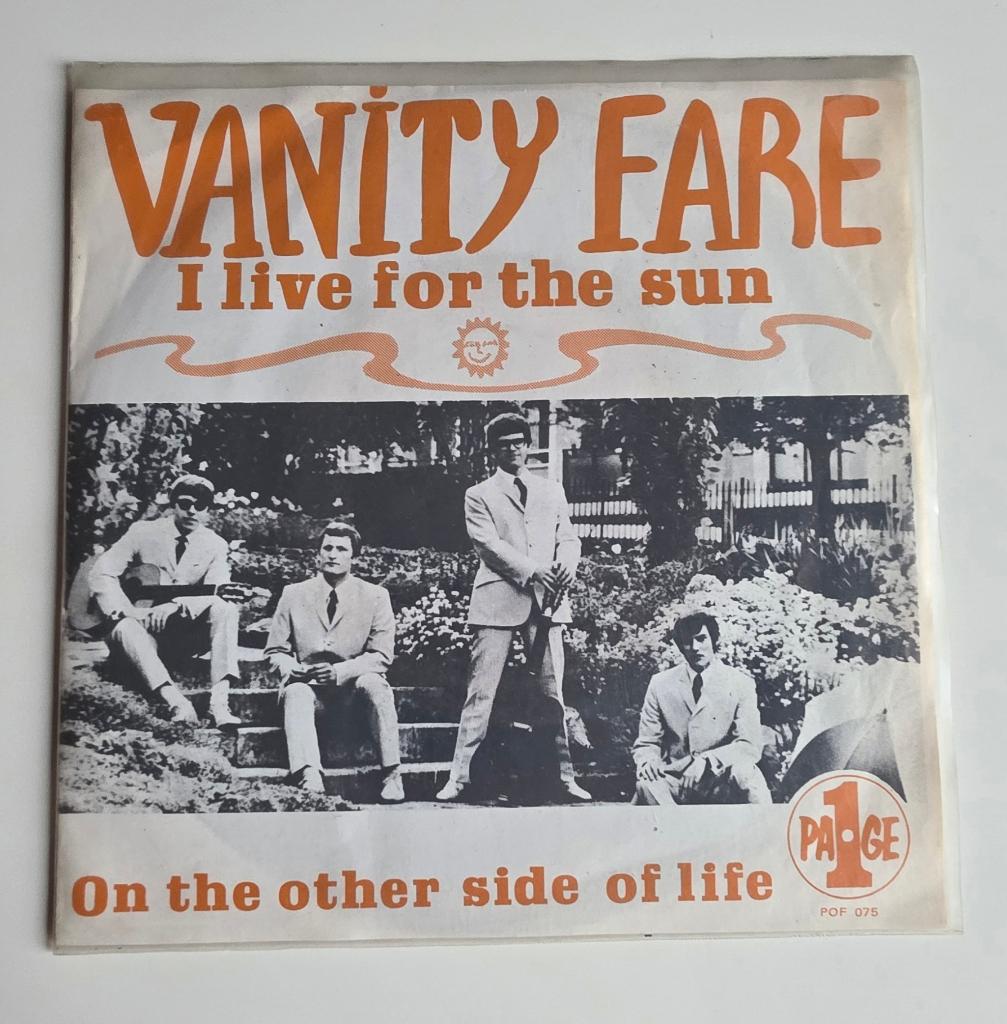 VANITY FARE
I live for the sun
On the other side of life
PAGE 1
POF 075